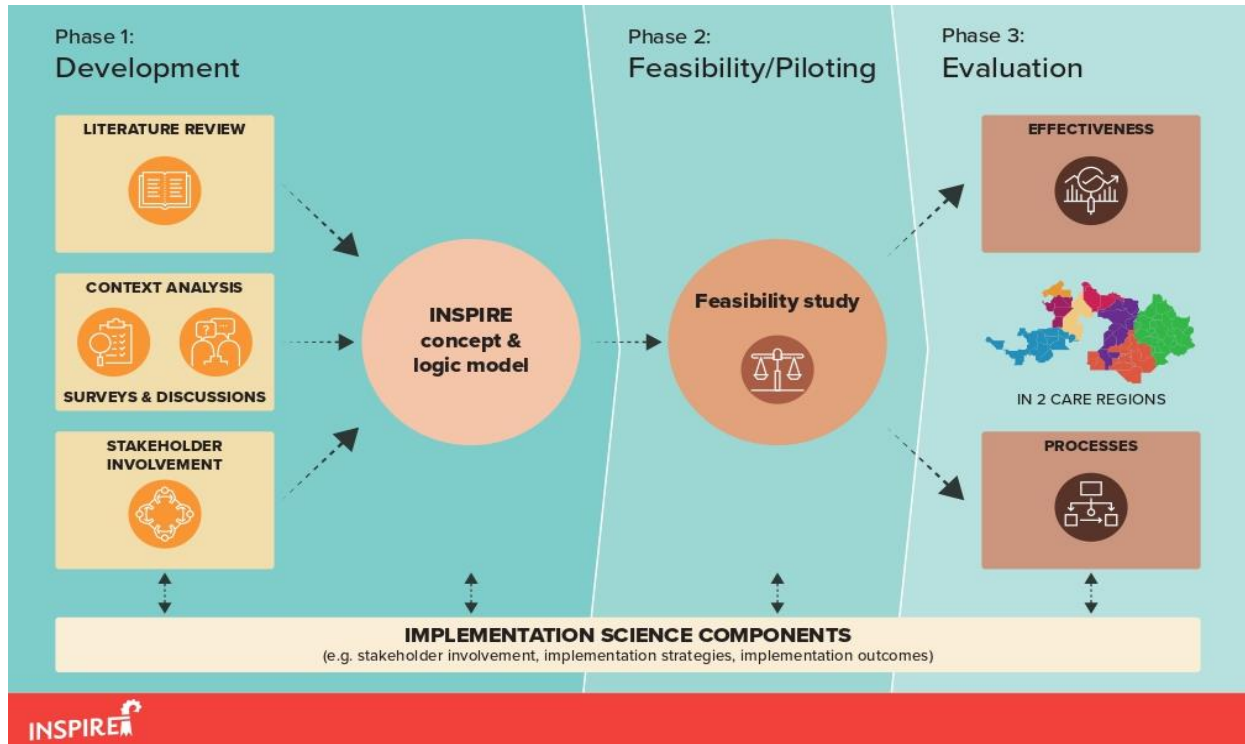 Phase 1:
Development
LITERATURE REVIEW
CONTEXT ANALYSIS
SURVEYS & DISCUSSIONS
STAKEHOLDER
INVOLVEMENT
INSPIRE
concept &
logic model
Phase 2:
Feasibility/Piloting
Feasibility study
Phase 3:
Evaluation
EFFECTIVENESS
IN 2 CARE REGIONS
PROCESSES
IMPLEMENTATION SCIENCE COMPONENTS
(e.g. stakeholder involvement, implementation strategies, implementation outcomes)
INSPIRE